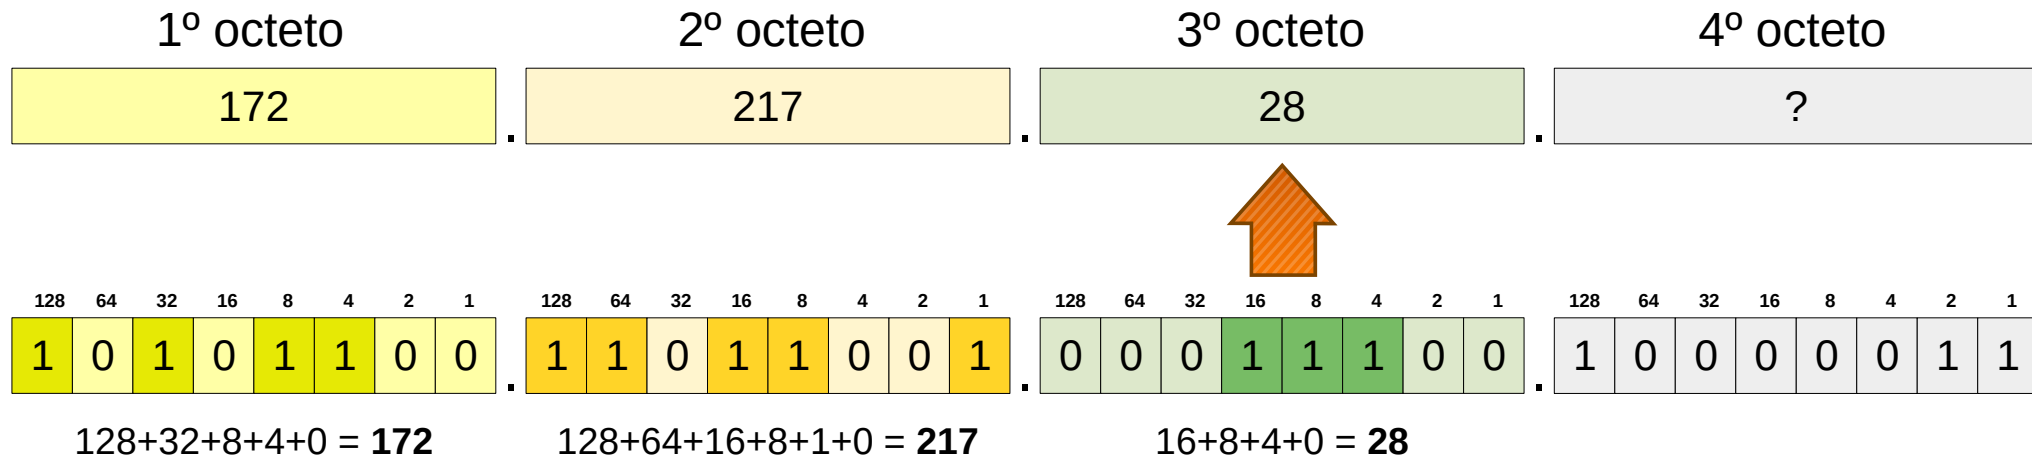 1º octeto 2º octeto 3º octeto 4º octeto
172 . 217 . 28 . ?
128 64 32 16 8 4 2 1 128 64 32 16 8 4 2 1 128 64 32 16 8 4 2 1 128 64 32 16 8 4 2 1
1 0 1 0 1 1 0 0 . 1 1 0 1 1 0 0 1 . 0 0 0 1 1 1 0 0 . 1 0 0 0 0 0 1 1
128+32+8+4+0 = 172 128+64+16+8+1+0 = 217 16+8+4+0 = 28